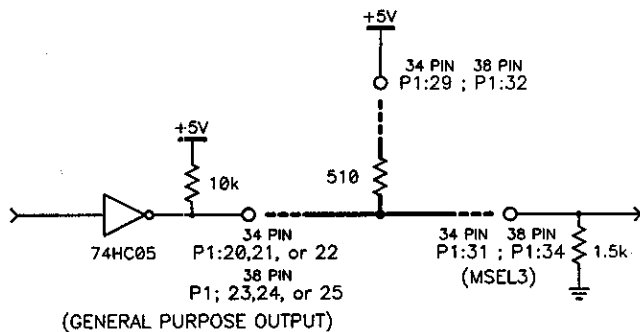 +5V
34 PIN 38 PIN
P1:29 ; P1:32
+5V
10k
510
74HC05
34 PIN
P1:20,21, or 22
38 PIN
P1; 23,24, or 25
(GENERAL PURPOSE OUTPUT)
34 PIN 38 PIN
P1:31 ; P1:34
(MSEL3)
1.5k